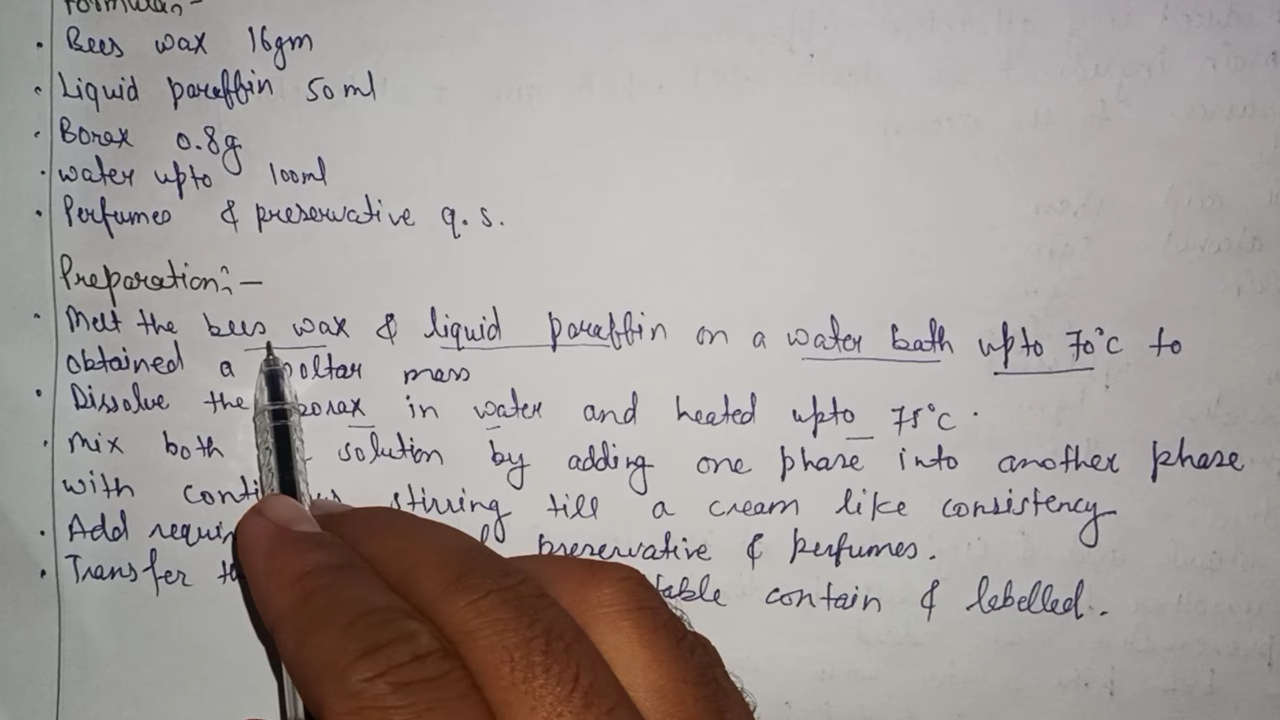 Formula:-
• Bees wax 16gm
• Liquid paraffin 50ml
• Borax 0.8g
• water upto 100ml
• Perfumes & preservative q.s.
Preparation:-
• Melt the bees wax & liquid paraffin on a water bath upto 70°C to
obtained a mass
• Dissolve the in water and heated upto 75°C.
• Mix both solution by adding one phase into another phase
with stirring till a cream like consistency
• Add preservative & perfumes.
• Transfer contain & labelled.